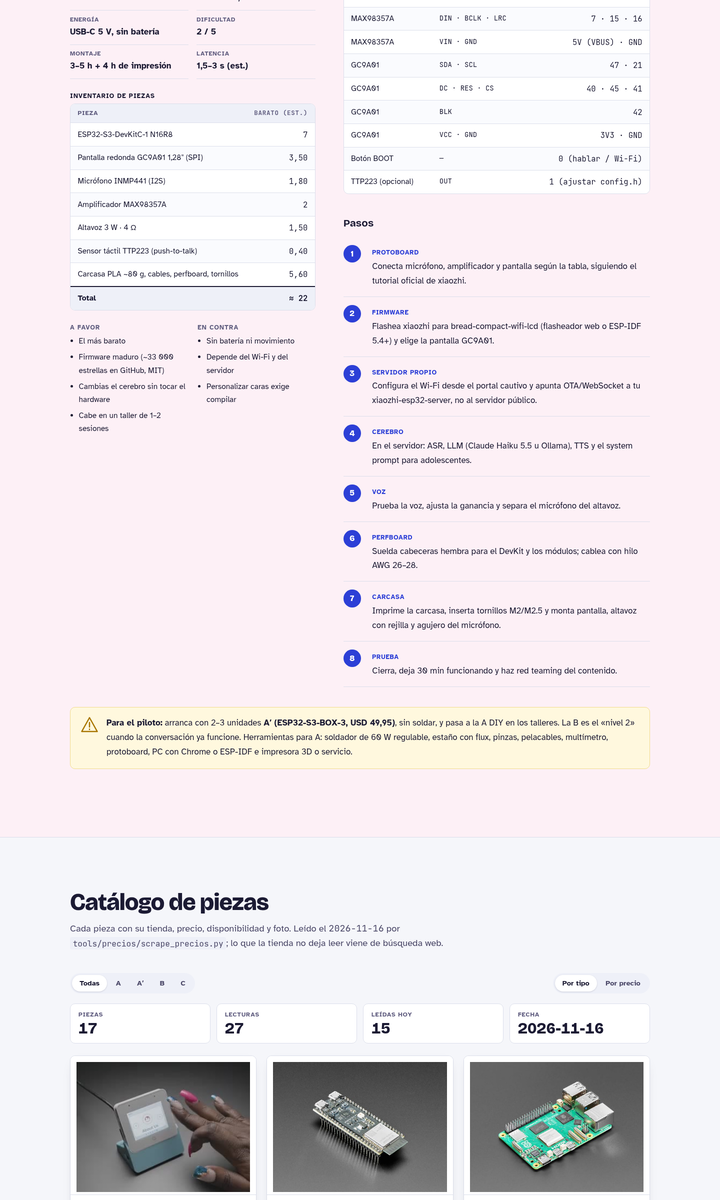 ENERGÍA
USB-C 5 V, sin batería
DIFICULTAD
2 / 5
MONTAJE
3–5 h + 4 h de impresión
LATENCIA
1,5–3 s (est.)
INVENTARIO DE PIEZAS
PIEZA BARATO (EST.)
ESP32-S3-DevKitC-1 N16R8 7
Pantalla redonda GC9A01 1,28″ (SPI) 3,50
Micrófono INMP441 (I2S) 1,80
Amplificador MAX98357A 2
Altavoz 3 W · 4 Ω 1,50
Sensor táctil TTP223 (push-to-talk) 0,40
Carcasa PLA ~80 g, cables, perfboard, tornillos 5,60
Total ≈ 22
A FAVOR
• El más barato
• Firmware maduro (~33 000
estrellas en GitHub, MIT)
• Cambias el cerebro sin tocar el
hardware
• Cabe en un taller de 1–2
sesiones
EN CONTRA
• Sin batería ni movimiento
• Depende del Wi-Fi y del
servidor
• Personalizar caras exige
compilar
MAX98357A DIN · BCLK · LRC 7 · 15 · 16
MAX98357A VIN · GND 5V (VBUS) · GND
GC9A01 SDA · SCL 47 · 21
GC9A01 DC · RES · CS 40 · 45 · 41
GC9A01 BLK 42
GC9A01 VCC · GND 3V3 · GND
Botón BOOT — 0 (hablar / Wi-Fi)
TTP223 (opcional) OUT 1 (ajustar config.h)
Pasos
1 PROTOBOARD
Conecta micrófono, amplificador y pantalla según la tabla, siguiendo el
tutorial oficial de xiaozhi.
2 FIRMWARE
Flashea xiaozhi para bread-compact-wifi-lcd (flasheador web o ESP-IDF
5.4+) y elige la pantalla GC9A01.
3 SERVIDOR PROPIO
Configura el Wi-Fi desde el portal cautivo y apunta OTA/WebSocket a tu
xiaozhi-esp32-server, no al servidor público.
4 CEREBRO
En el servidor: ASR, LLM (Claude Haiku 5.5 u Ollama), TTS y el system
prompt para adolescentes.
5 VOZ
Prueba la voz, ajusta la ganancia y separa el micrófono del altavoz.
6 PERFBOARD
Suelda cabeceras hembra para el DevKit y los módulos; cablea con hilo
AWG 26–28.
7 CARCASA
Imprime la carcasa, inserta tornillos M2/M2.5 y monta pantalla, altavoz
con rejilla y agujero del micrófono.
8 PRUEBA
Cierra, deja 30 min funcionando y haz red teaming del contenido.
Para el piloto: arranca con 2–3 unidades A′ (ESP32-S3-BOX-3, USD 49,95), sin soldar, y pasa a la A DIY en los talleres. La B es el «nivel 2»
cuando la conversación ya funcione. Herramientas para A: soldador de 60 W regulable, estaño con flux, pinzas, pelacables, multímetro,
protoboard, PC con Chrome o ESP-IDF e impresora 3D o servicio.
Catálogo de piezas
Cada pieza con su tienda, precio, disponibilidad y foto. Leído el 2026-11-16 por
tools/precios/scrape_precios.py; lo que la tienda no deja leer viene de búsqueda web.
Todas A A′ B C
Por tipo Por precio
PIEZAS
17
LECTURAS
27
LEÍDAS HOY
15
FECHA
2026-11-16